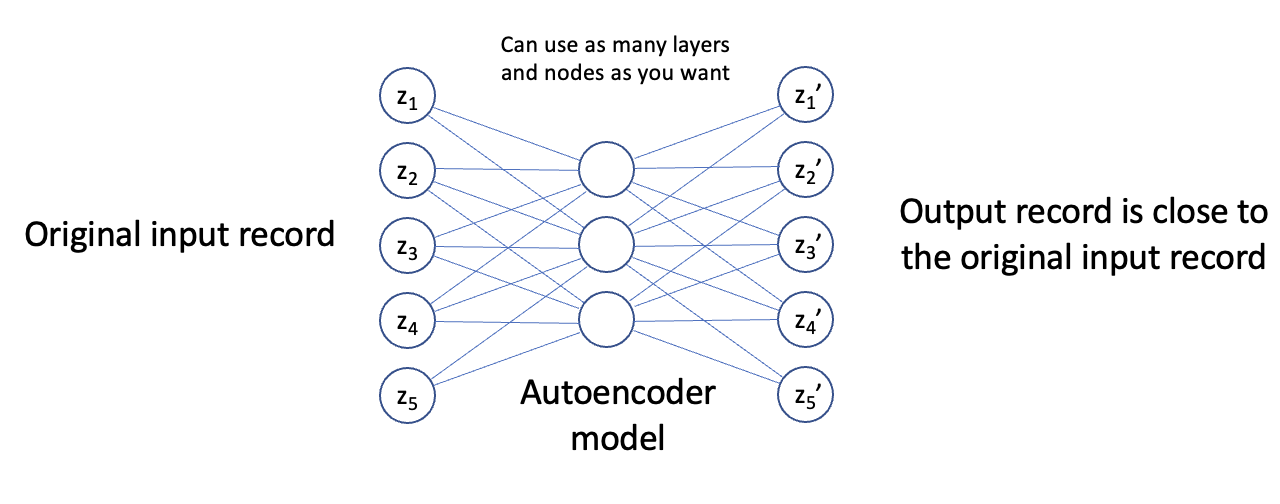 Can use as many layers
and nodes as you want
z1
z2
z3
z4
z5
z1’
z2’
z3’
z4’
z5’
Original input record
Output record is close to
the original input record
Autoencoder
model